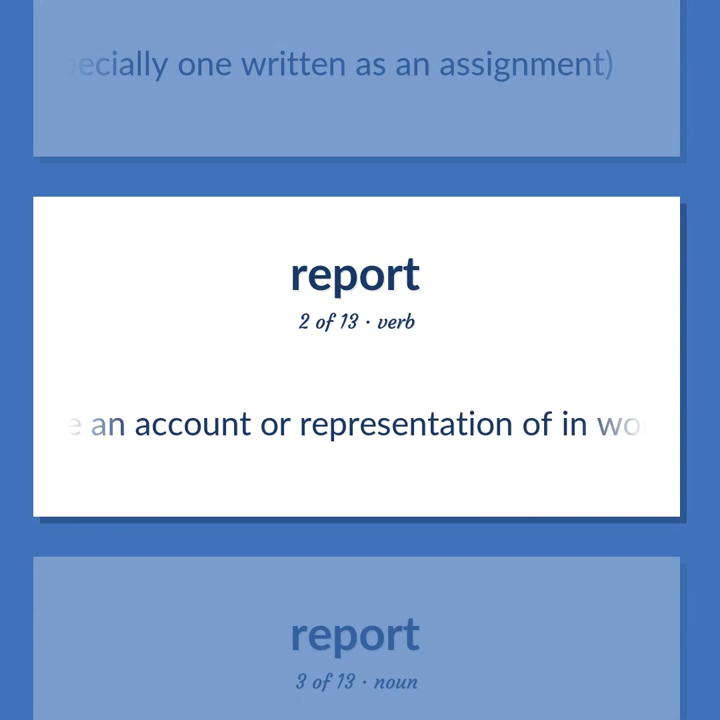 ecially one written as an assignment)
report
2 of 13 · verb
an account or representation of in
report
3 of 13 · noun